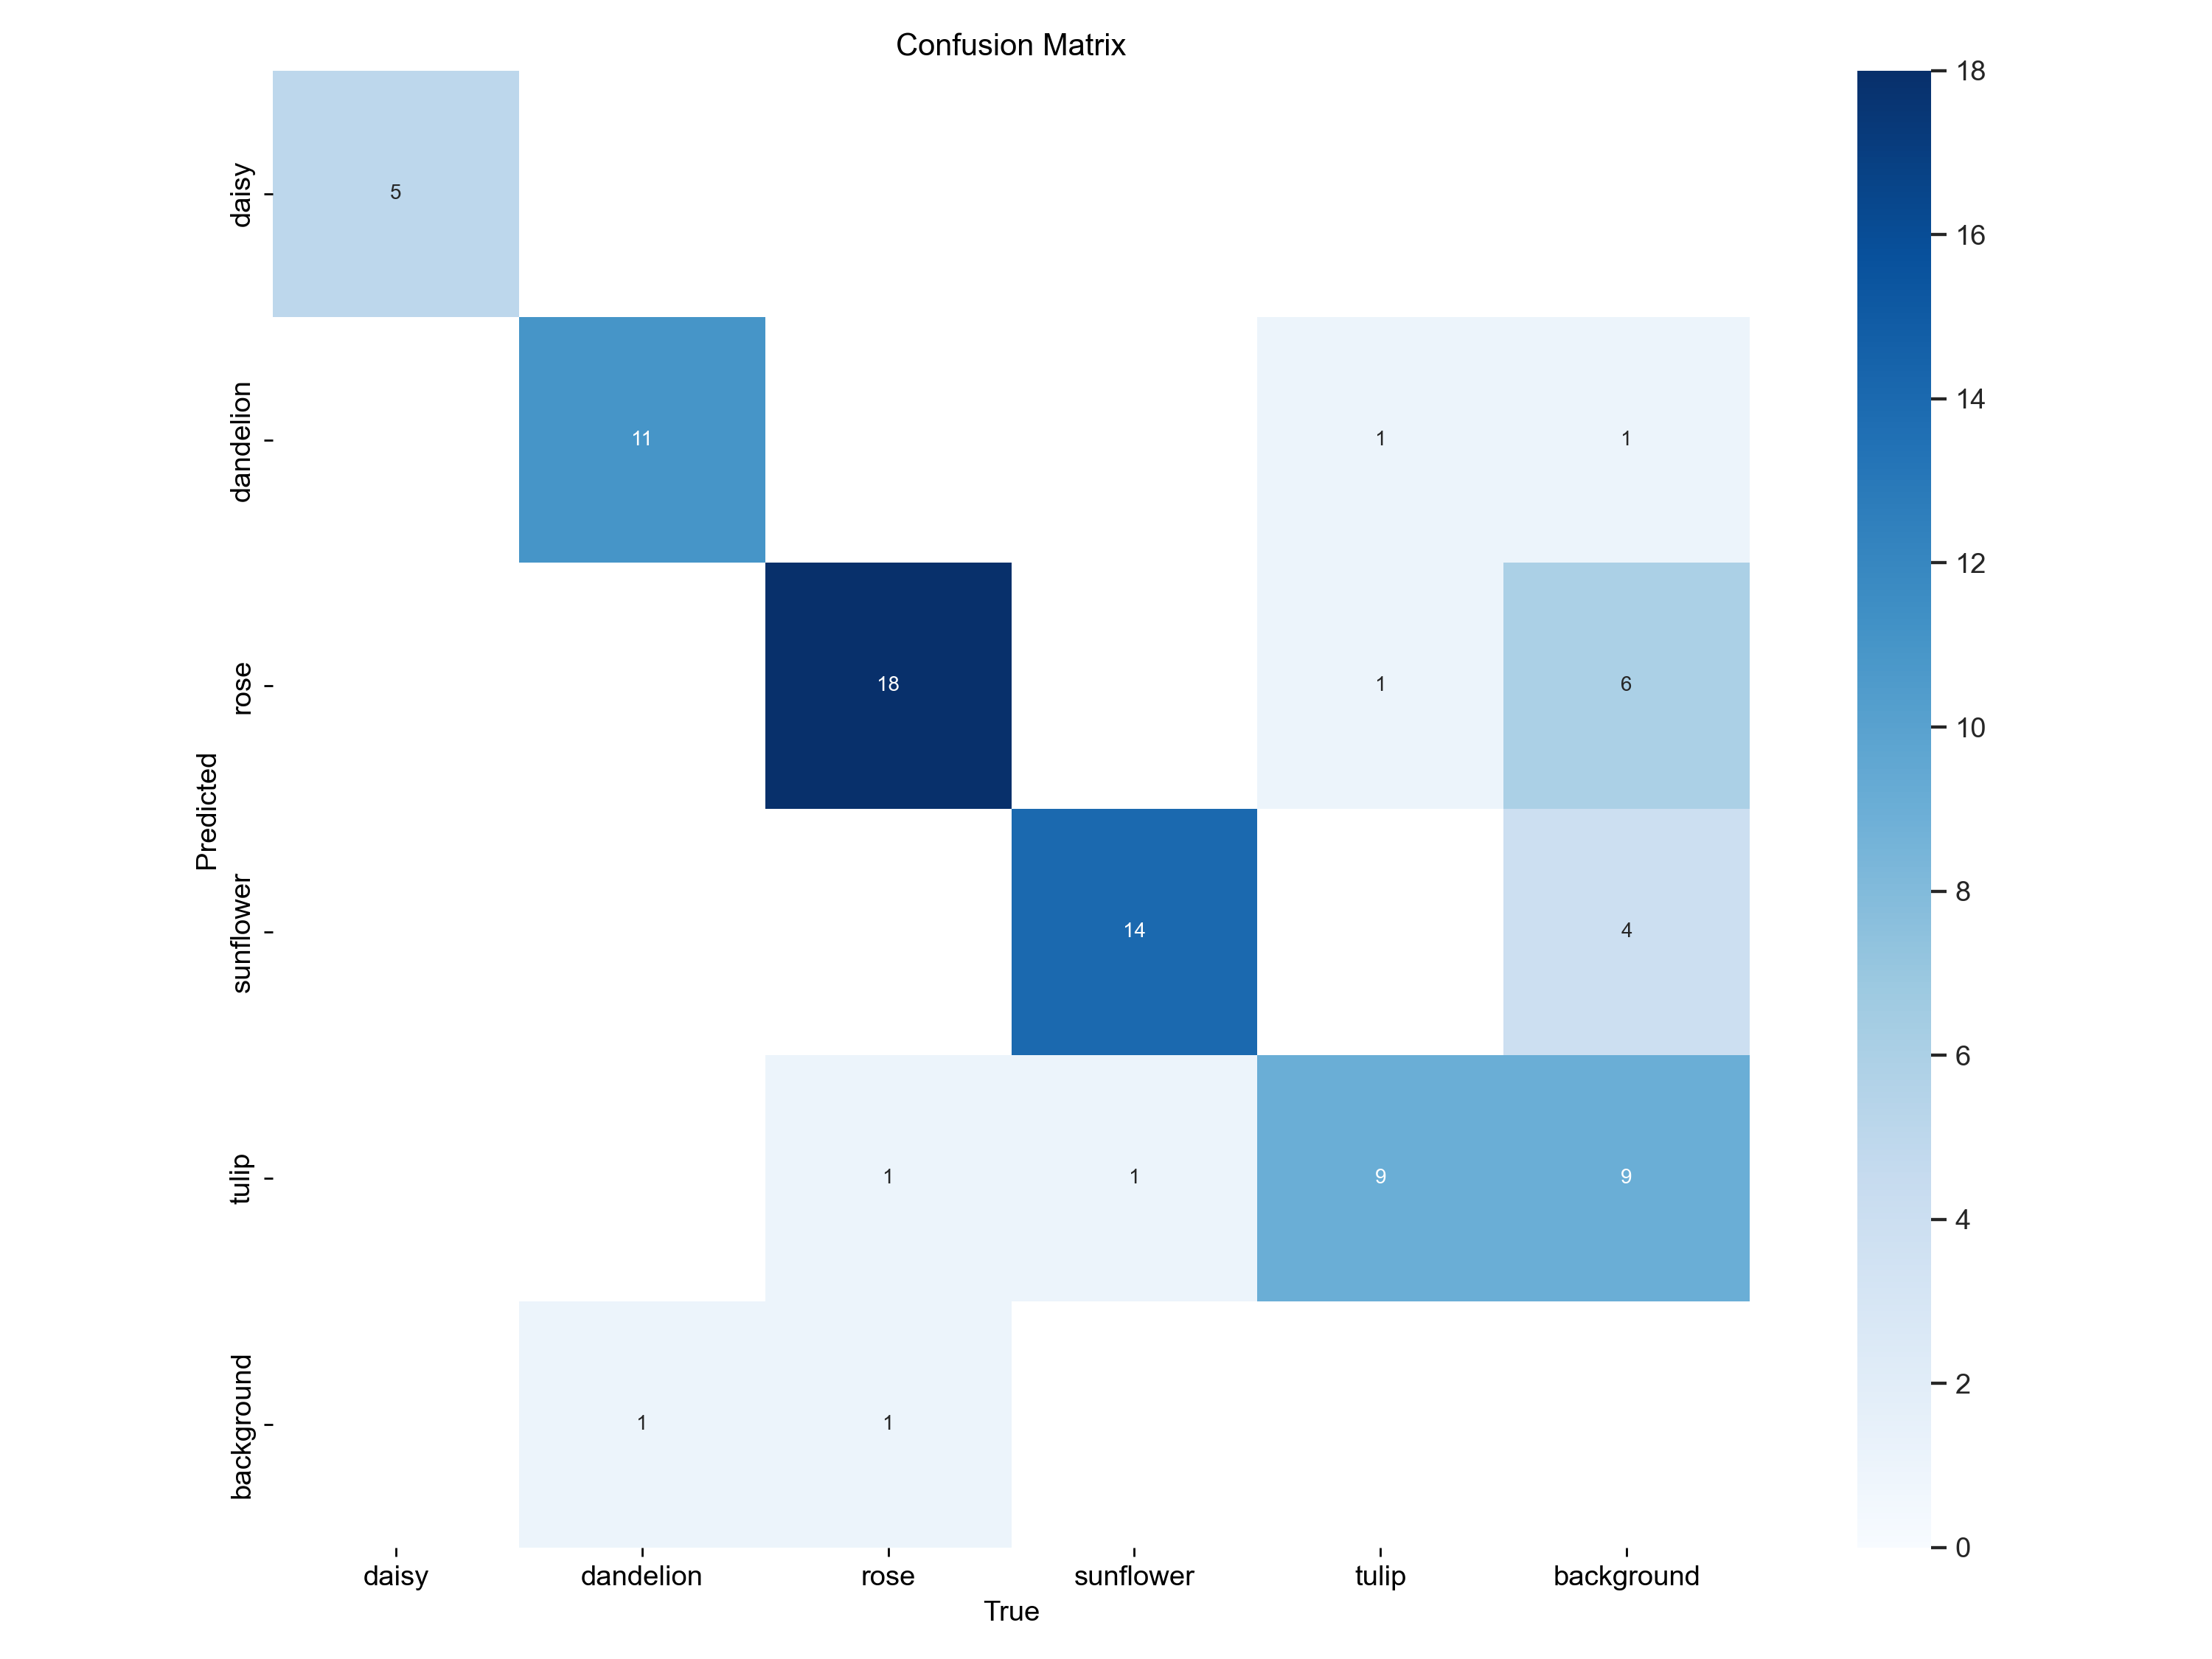 Confusion Matrix
daisy
5
dandelion
11
1
1
rose
18
1
6
sunflower
14
4
tulip
1
1
9
9
background
1
1
Predicted
daisy
dandelion
rose
sunflower
tulip
background
True
18
16
14
12
10
8
6
4
2
0